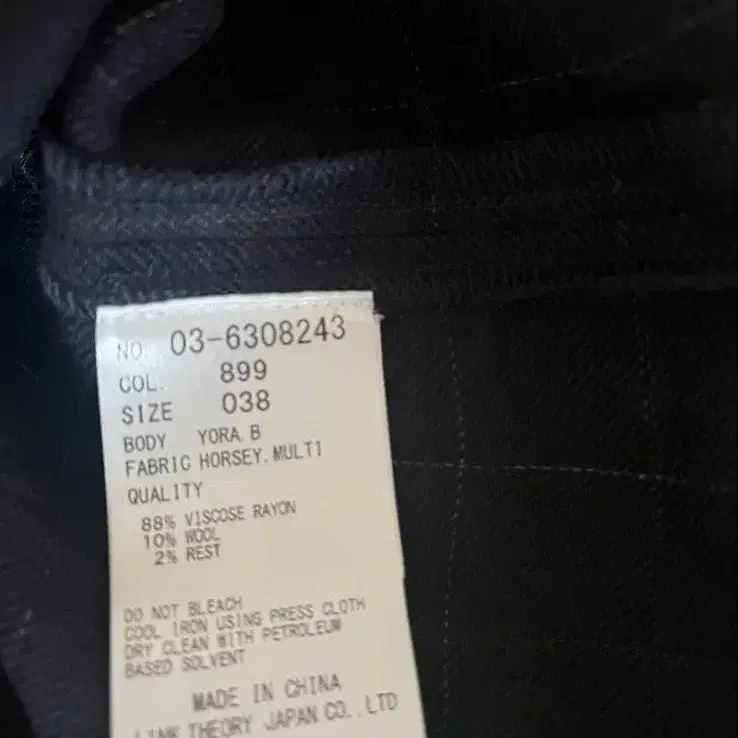 NO. 03-6308243
COL. 899
SIZE 038
BODY YORA.B
FABRIC HORSEY.MULTI
QUALITY
88% VISCOSE RAYON
10% WOOL
2% REST
DO NOT BLEACH
COOL IRON USING PRESS CLOTH
DRY CLEAN WITH PETROLEUM
BASED SOLVENT
MADE IN CHINA
LINK THEORY JAPAN CO.,LTD